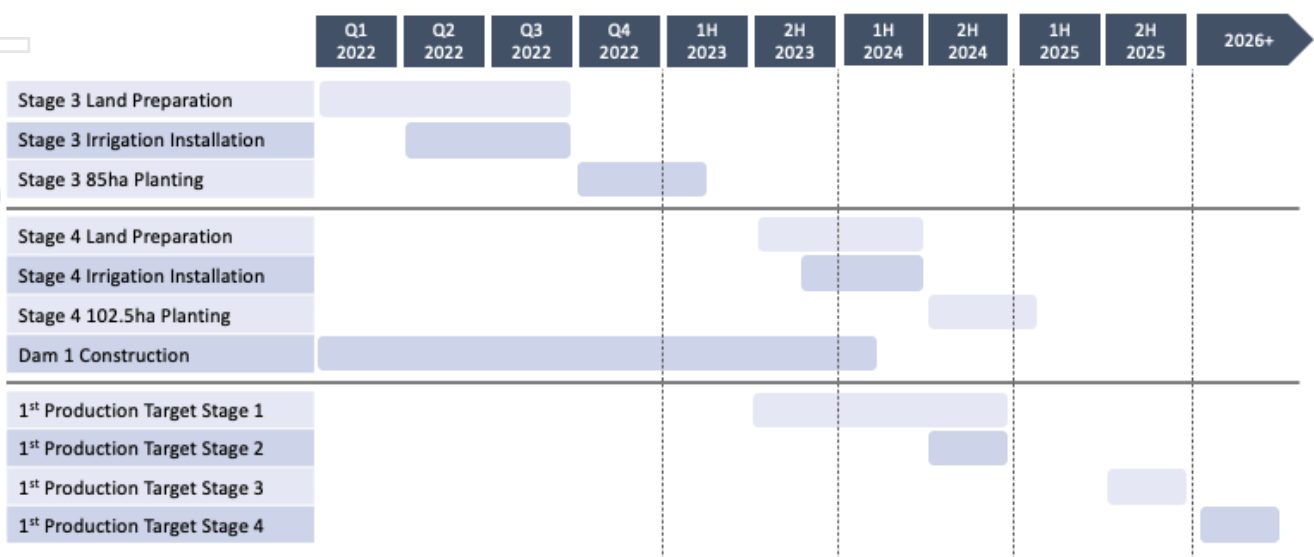 Q1 Q2 Q3 Q4 1H 2H 1H 2H 1H 2H 2026+
2022 2022 2022 2022 2023 2023 2024 2024 2025 2025
Stage 3 Land Preparation
Stage 3 Irrigation Installation
Stage 3 85ha Planting
Stage 4 Land Preparation
Stage 4 Irrigation Installation
Stage 4 102.5ha Planting
Dam 1 Construction
1st Production Target Stage 1
1st Production Target Stage 2
1st Production Target Stage 3
1st Production Target Stage 4